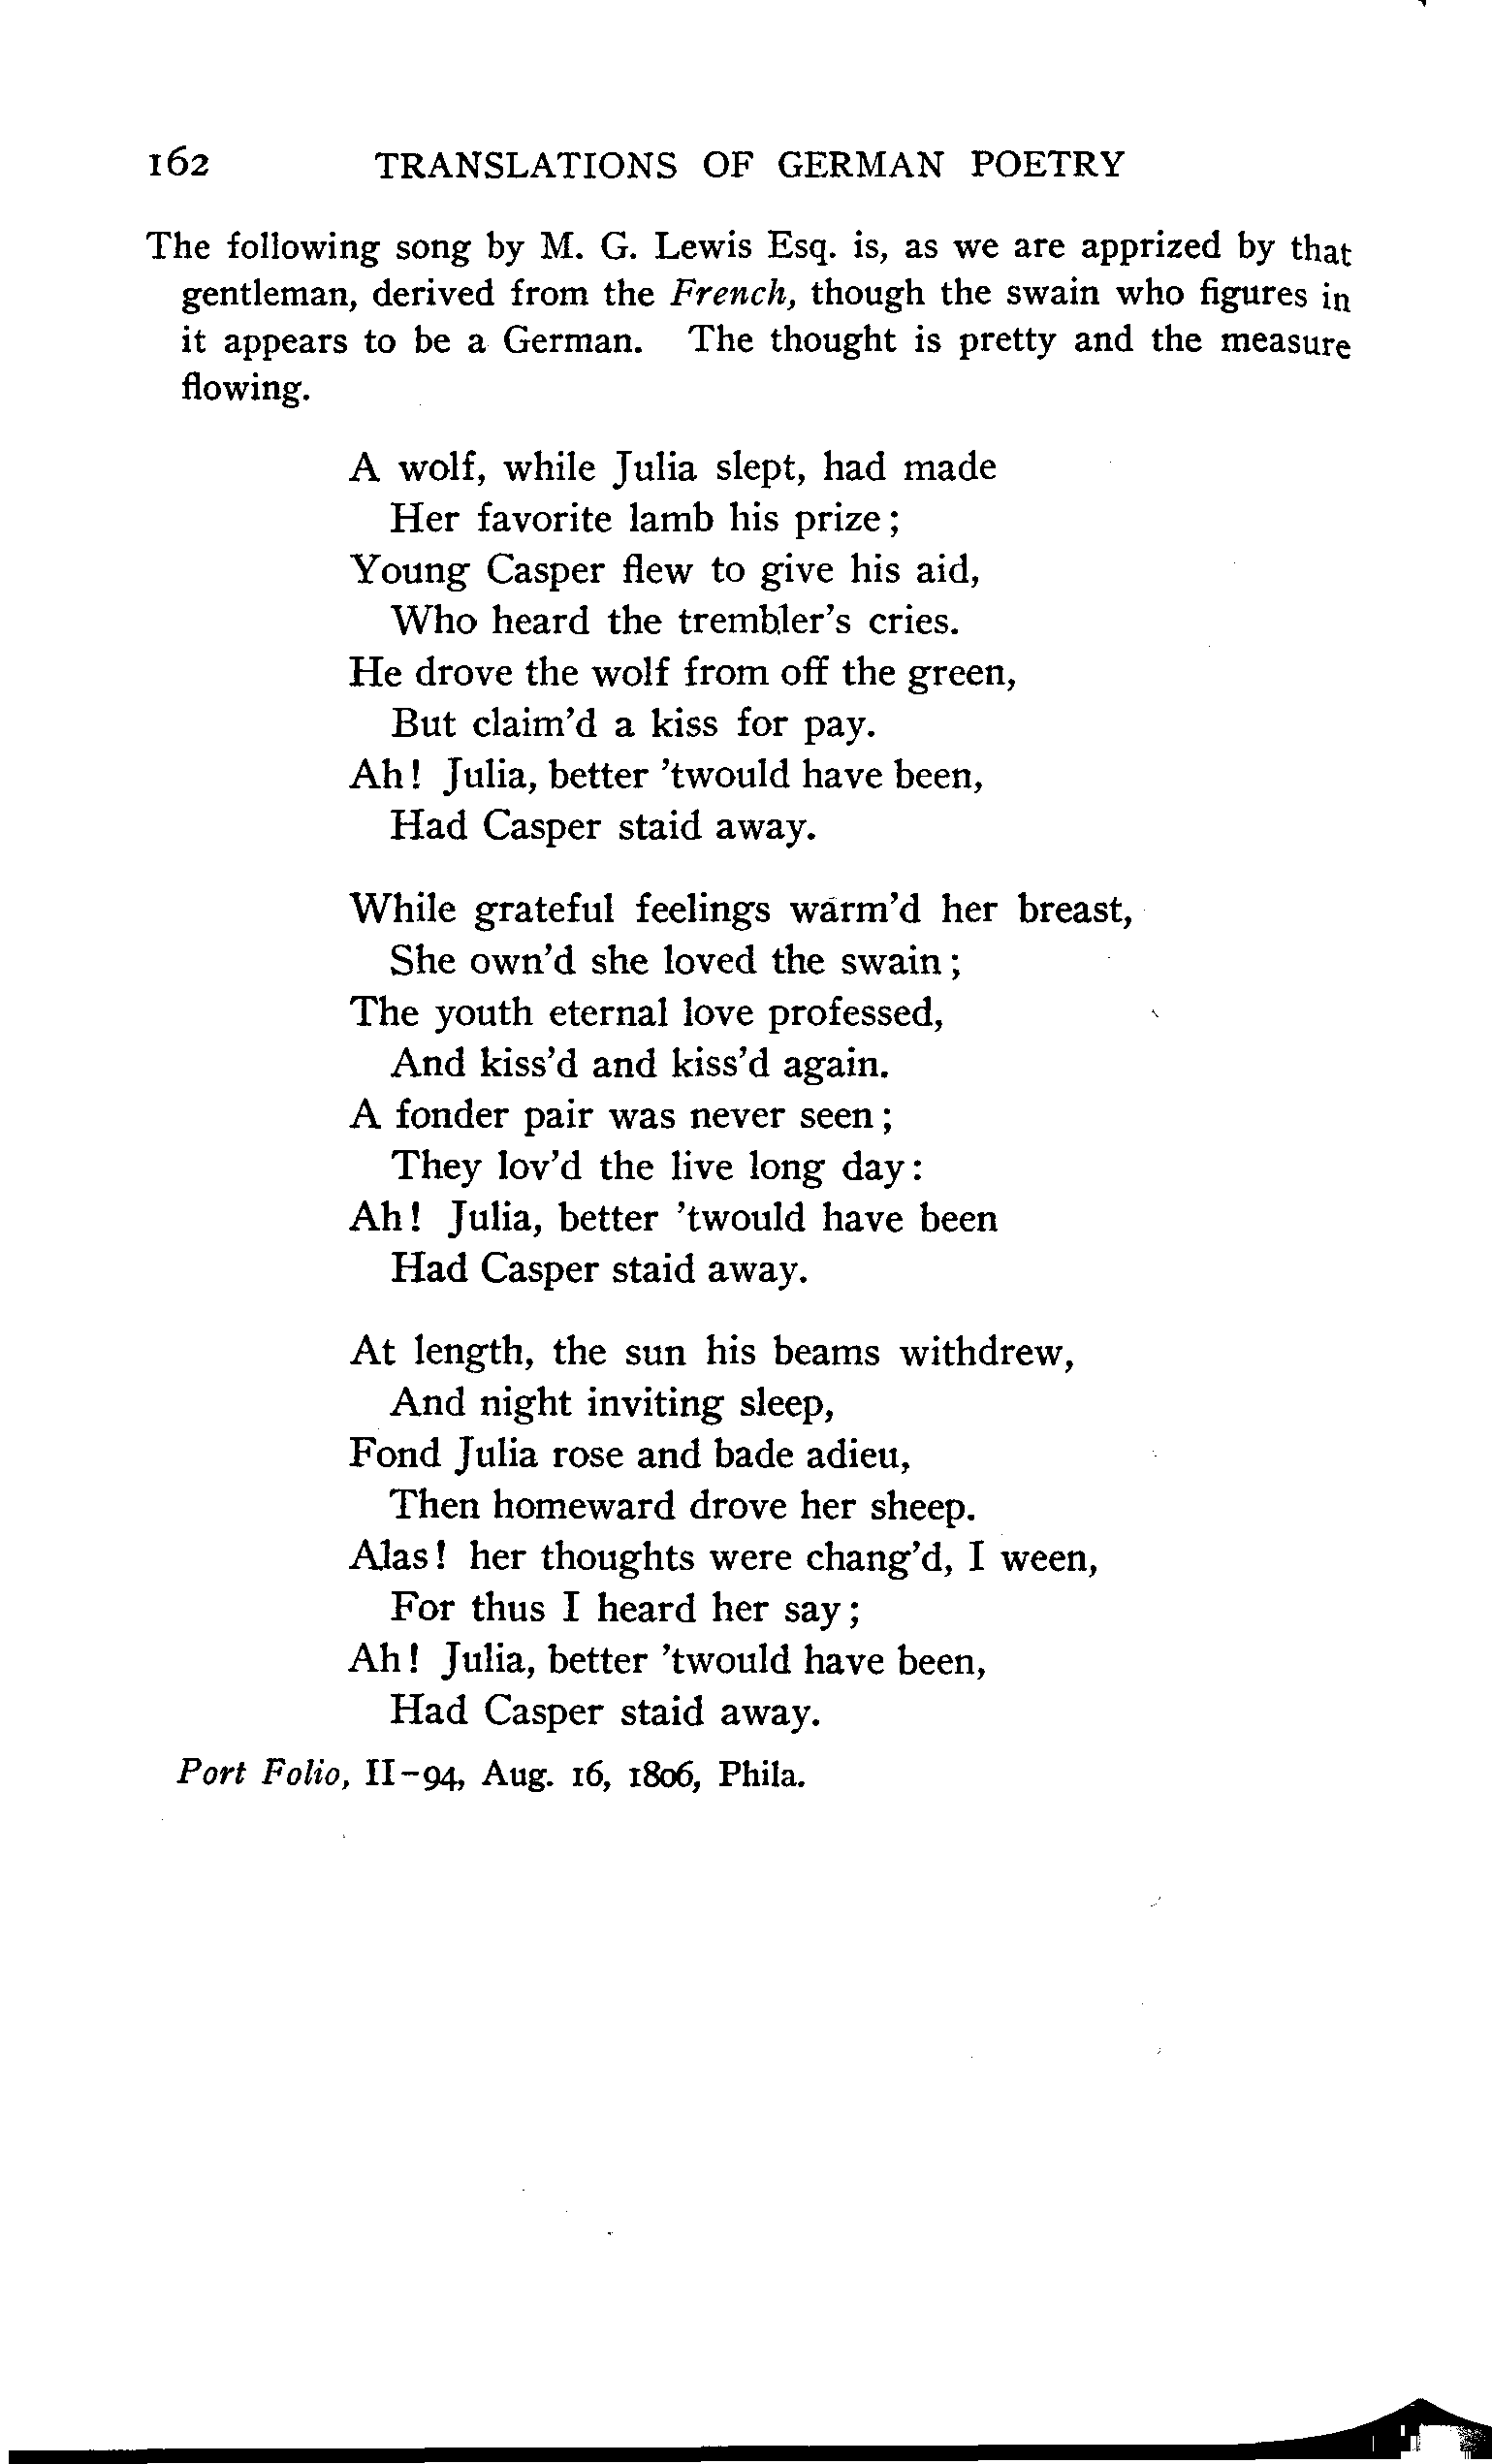 162 TRANSLATIONS OF GERMAN POETRY
The following song by M. G. Lewis Esq. is, as we are apprized by that
gentleman, derived from the French, though the swain who figures in
it appears to be a German. The thought is pretty and the measure
flowing.
A wolf, while Julia slept, had made
Her favorite lamb his prize;
Young Casper flew to give his aid,
Who heard the trembler's cries.
He drove the wolf from off the green,
But claim'd a kiss for pay.
Ah! Julia, better 'twould have been,
Had Casper staid away.
While grateful feelings warm'd her breast,
She own'd she loved the swain;
The youth eternal love professed,
And kiss'd and kiss'd again.
A fonder pair was never seen;
They lov'd the live long day:
Ah! Julia, better 'twould have been
Had Casper staid away.
At length, the sun his beams withdrew,
And night inviting sleep,
Fond Julia rose and bade adieu,
Then homeward drove her sheep.
Alas! her thoughts were chang'd, I ween,
For thus I heard her say;
Ah! Julia, better 'twould have been,
Had Casper staid away.
Port Folio, II-94, Aug. 16, 1806, Phila.